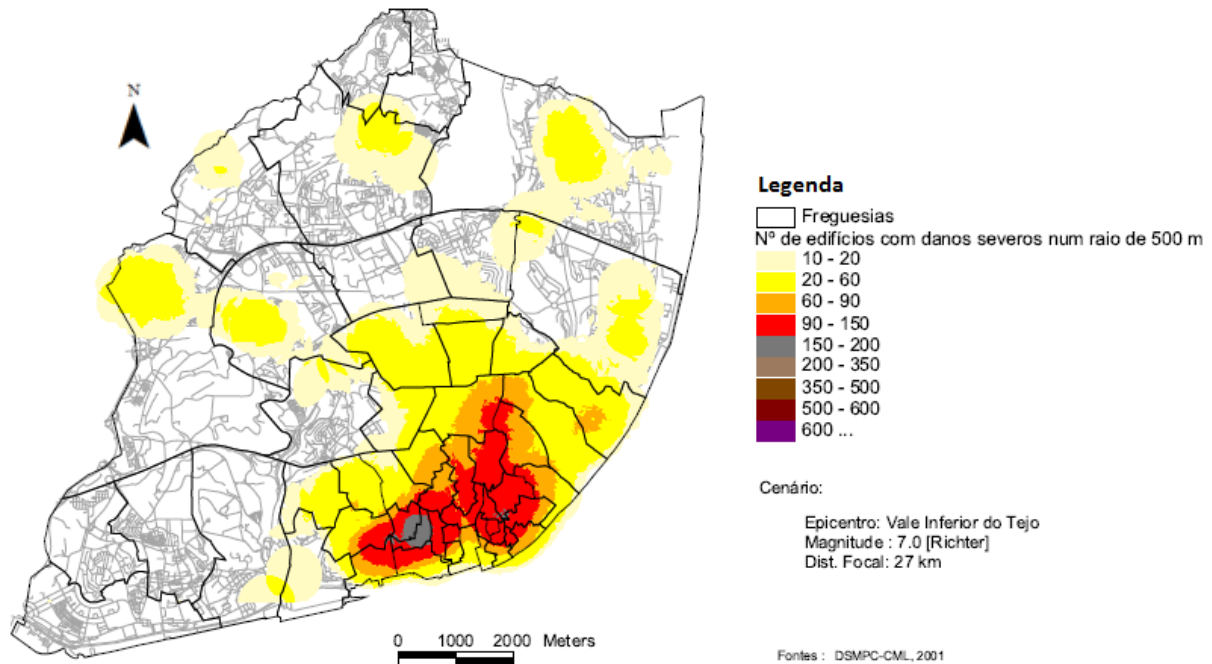 N
Legenda
Freguesias
Nº de edifícios com danos severos num raio de 500 m
10 - 20
20 - 60
60 - 90
90 - 150
150 - 200
200 - 350
350 - 500
500 - 600
600 ...
Cenário:
Epicentro: Vale Inferior do Tejo
Magnitude : 7.0 [Richter]
Dist. Focal: 27 km
0 1000 2000 Meters
Fontes : DSMPC-CML, 2001